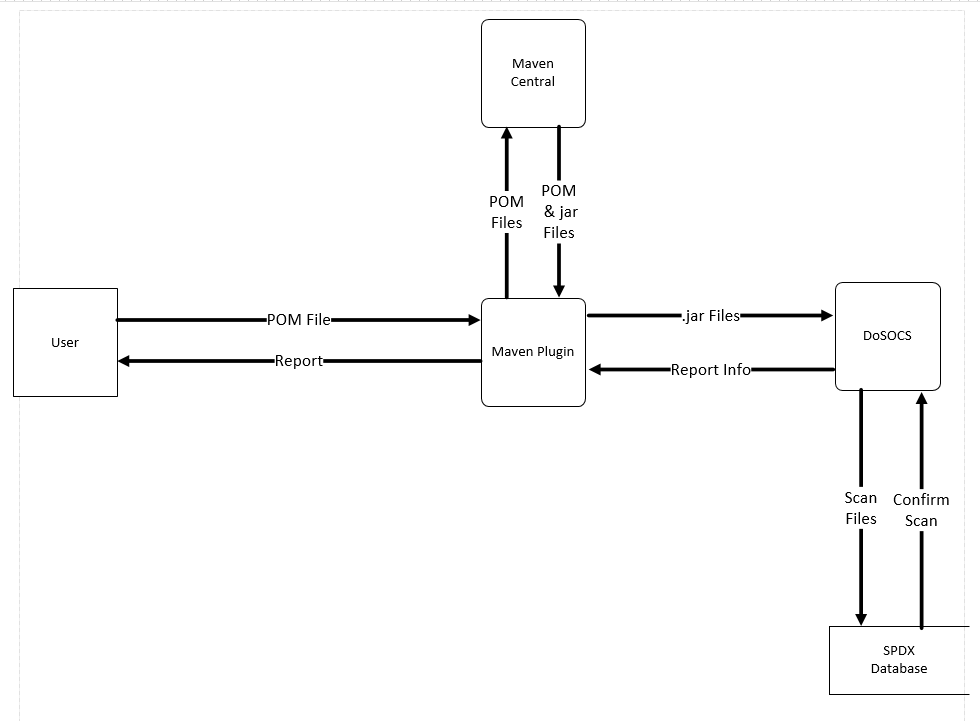 Maven
Central
POM
Files
POM
& jar
Files
User
POM File
Report
Maven Plugin
.jar Files
Report Info
DoSOCS
Scan
Files
Confirm
Scan
SPDX
Database